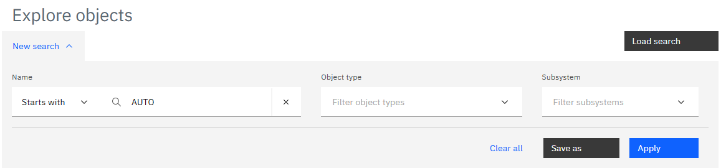 Explore objects
New search
Load search
Name
Object type
Subsystem
Starts with
AUTO
Filter object types
Filter subsystems
Clear all
Save as
Apply